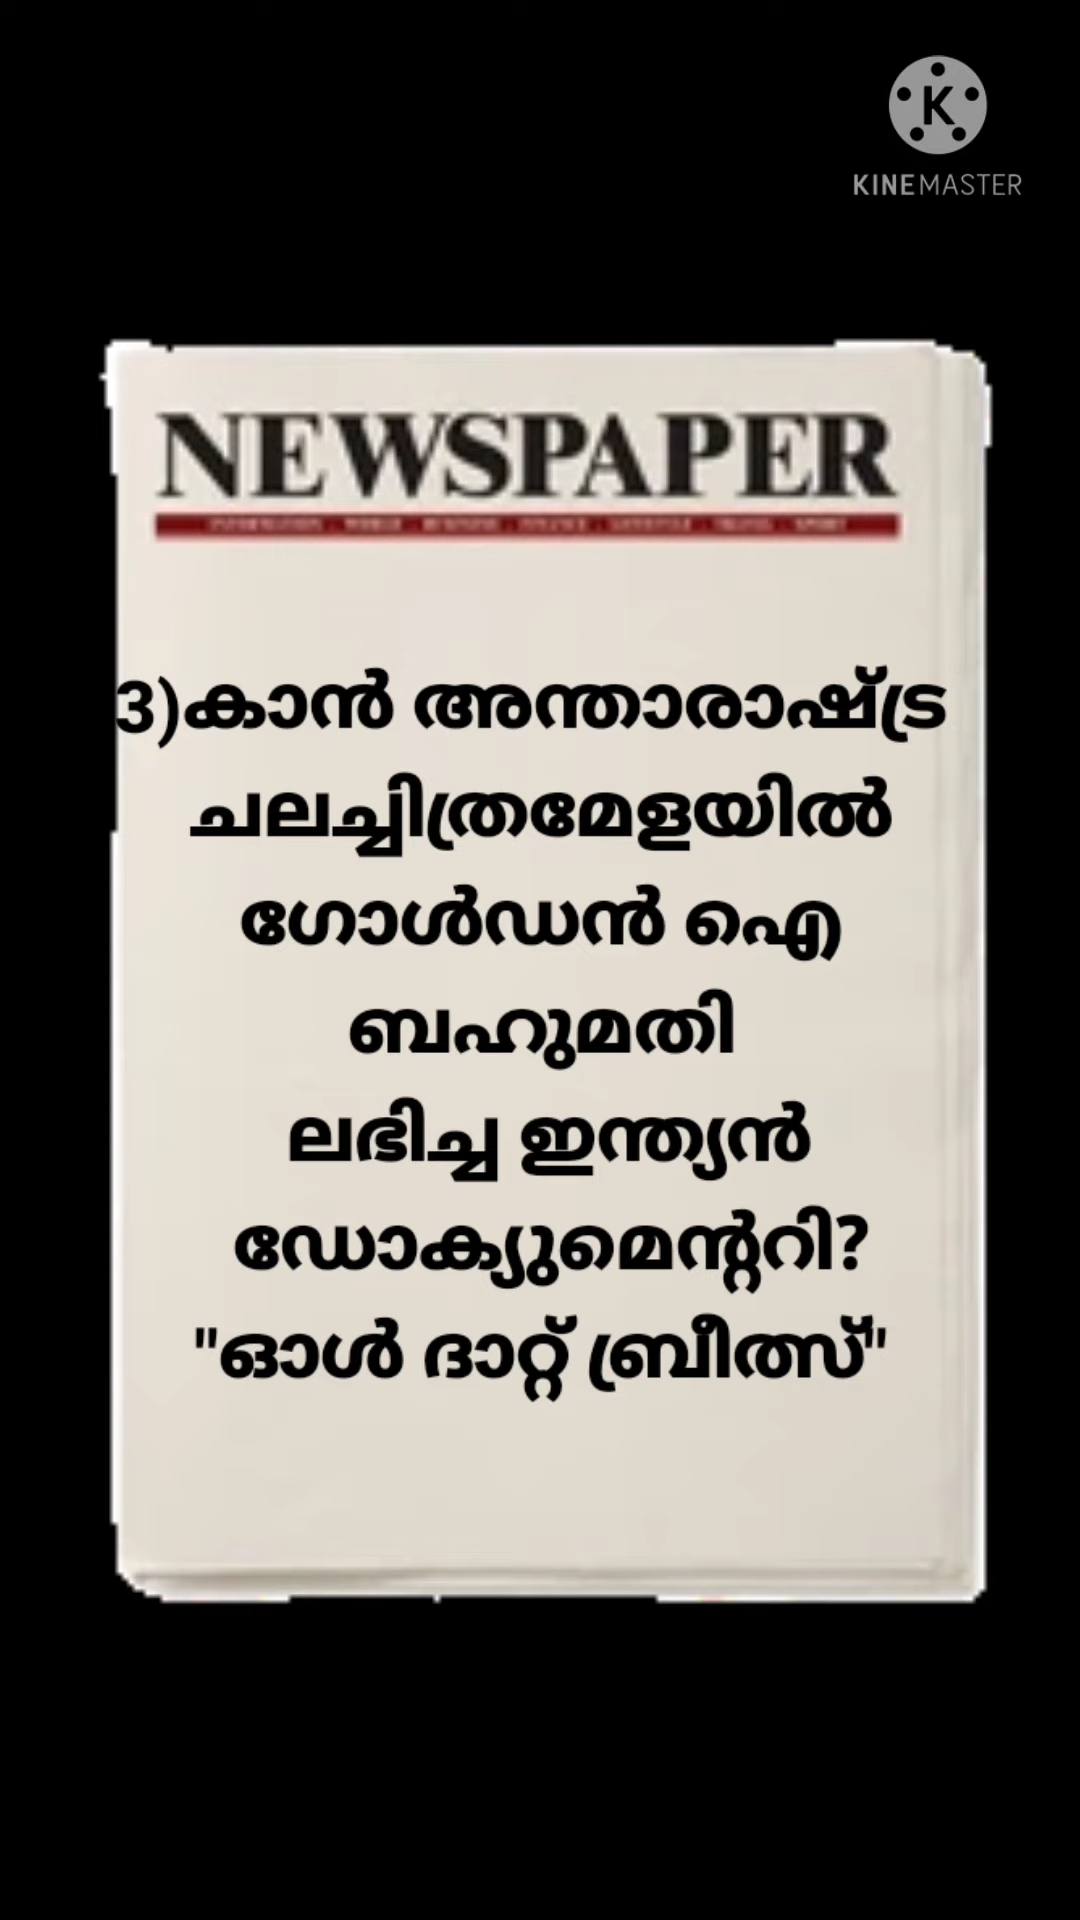 KINEMASTER
NEWSPAPER
3)കാൻ അന്താരാഷ്ട്ര
ചലച്ചിത്രമേളയിൽ
ഗോൾഡൻ ഐ
ബഹുമതി
ലഭിച്ച ഇന്ത്യൻ
ഡോക്യുമെന്ററി?
"ഓൾ ദാറ്റ് ബ്രീത്സ്"